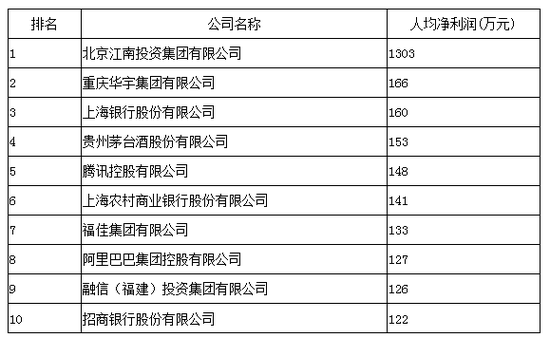 排名 公司名称 人均净利润(万元)
1 北京江南投资集团有限公司 1303
2 重庆华宇集团有限公司 166
3 上海银行股份有限公司 160
4 贵州茅台酒股份有限公司 153
5 腾讯控股有限公司 148
6 上海农村商业银行股份有限公司 141
7 福佳集团有限公司 133
8 阿里巴巴集团控股有限公司 127
9 融信（福建）投资集团有限公司 126
10 招商银行股份有限公司 122